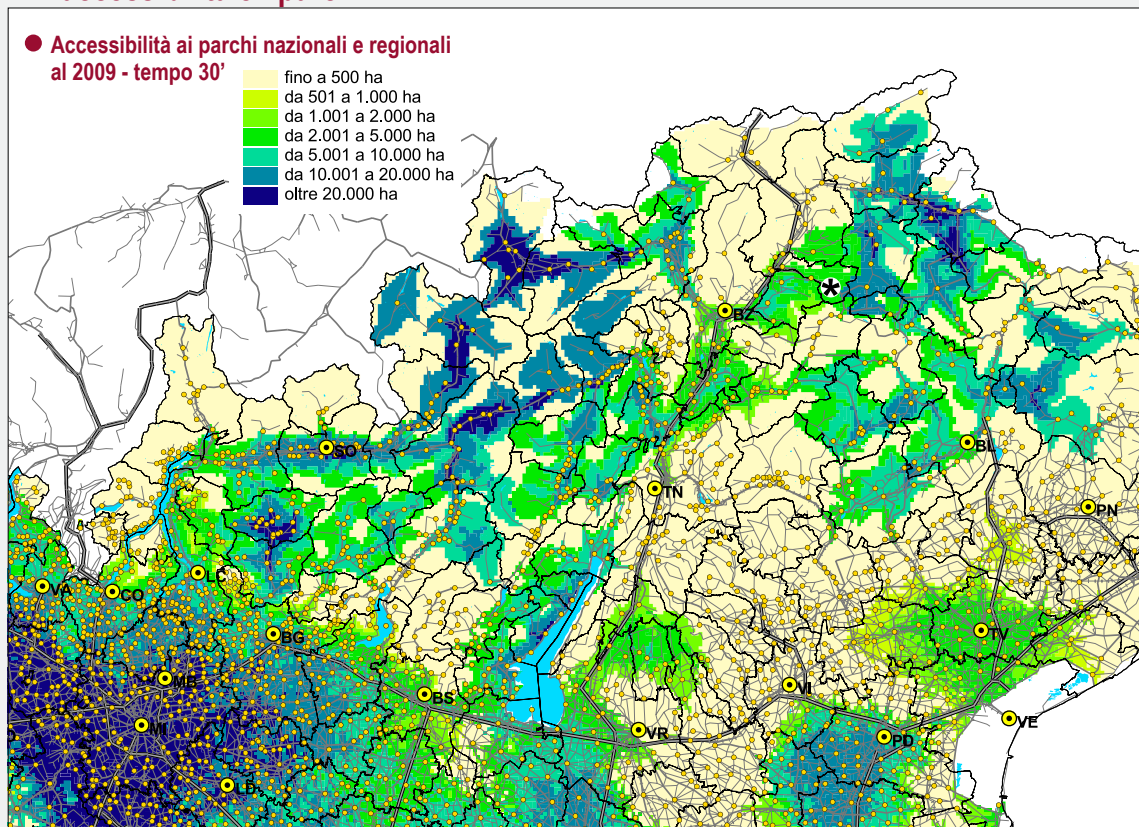 Accessibilità ai parchi nazionali e regionali
al 2009 - tempo 30'
fino a 500 ha
da 501 a 1.000 ha
da 1.001 a 2.000 ha
da 2.001 a 5.000 ha
da 5.001 a 10.000 ha
da 10.001 a 20.000 ha
oltre 20.000 ha
*
BZ
SO
BL
TN
PN
LC
VA
CO
BG
TV
MB
VI
BS
VE
MI
VR
PD
LO